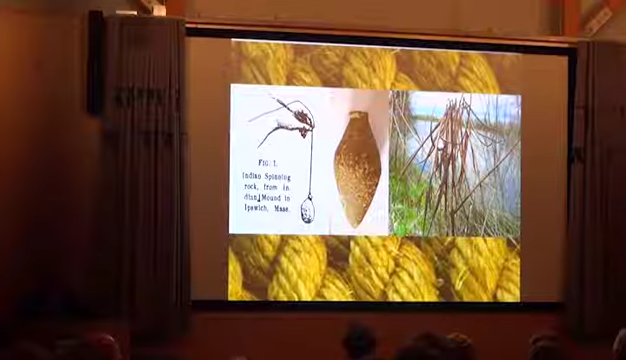 FIG. 1.
Indian Spinning
rock, from in
dian Mound in
Ipswich, Mass.